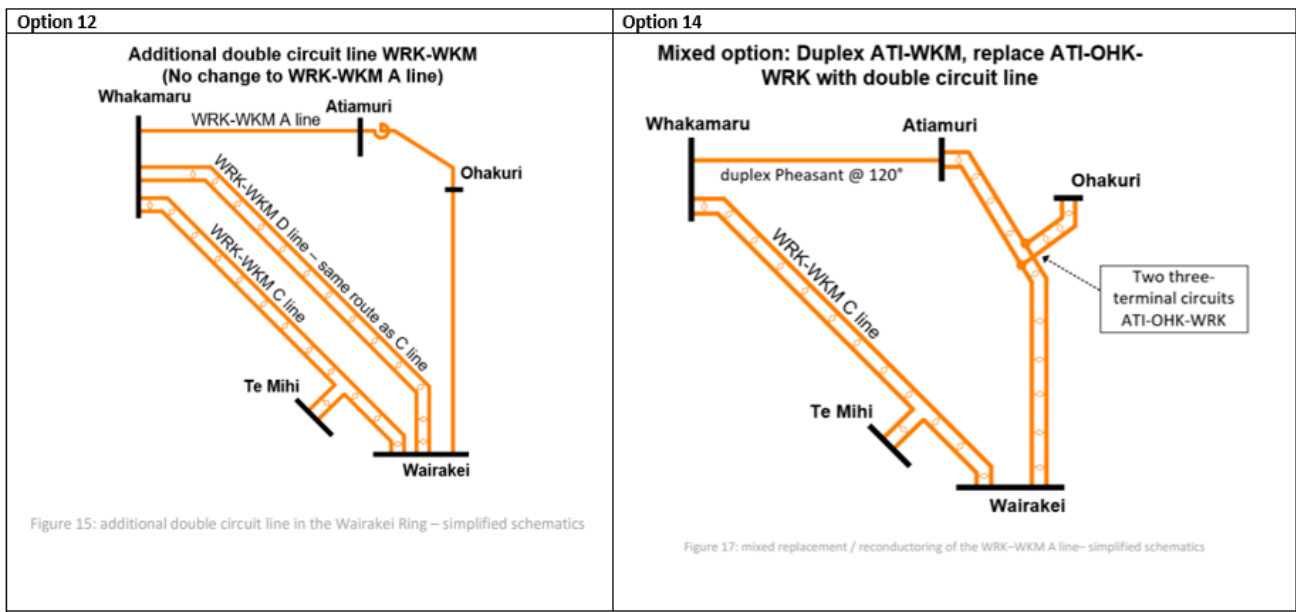 Option 12
Additional double circuit line WRK-WKM
(No change to WRK-WKM A line)
Whakamaru
Atiamuri
WRK-WKM A line
Ohakuri
WRK-WKM D line – same route as C line
WRK-WKM C line
Te Mihi
Wairakei
Figure 15: additional double circuit line in the Wairakei Ring – simplified schematics
Option 14
Mixed option: Duplex ATI-WKM, replace ATI-OHK-
WRK with double circuit line
Whakamaru
Atiamuri
duplex Pheasant @ 120°
Ohakuri
WRK-WKM C line
Two three-
terminal circuits
ATI-OHK-WRK
Te Mihi
Wairakei
Figure 17: mixed replacement / reconductoring of the WRK–WKM A line– simplified schematics